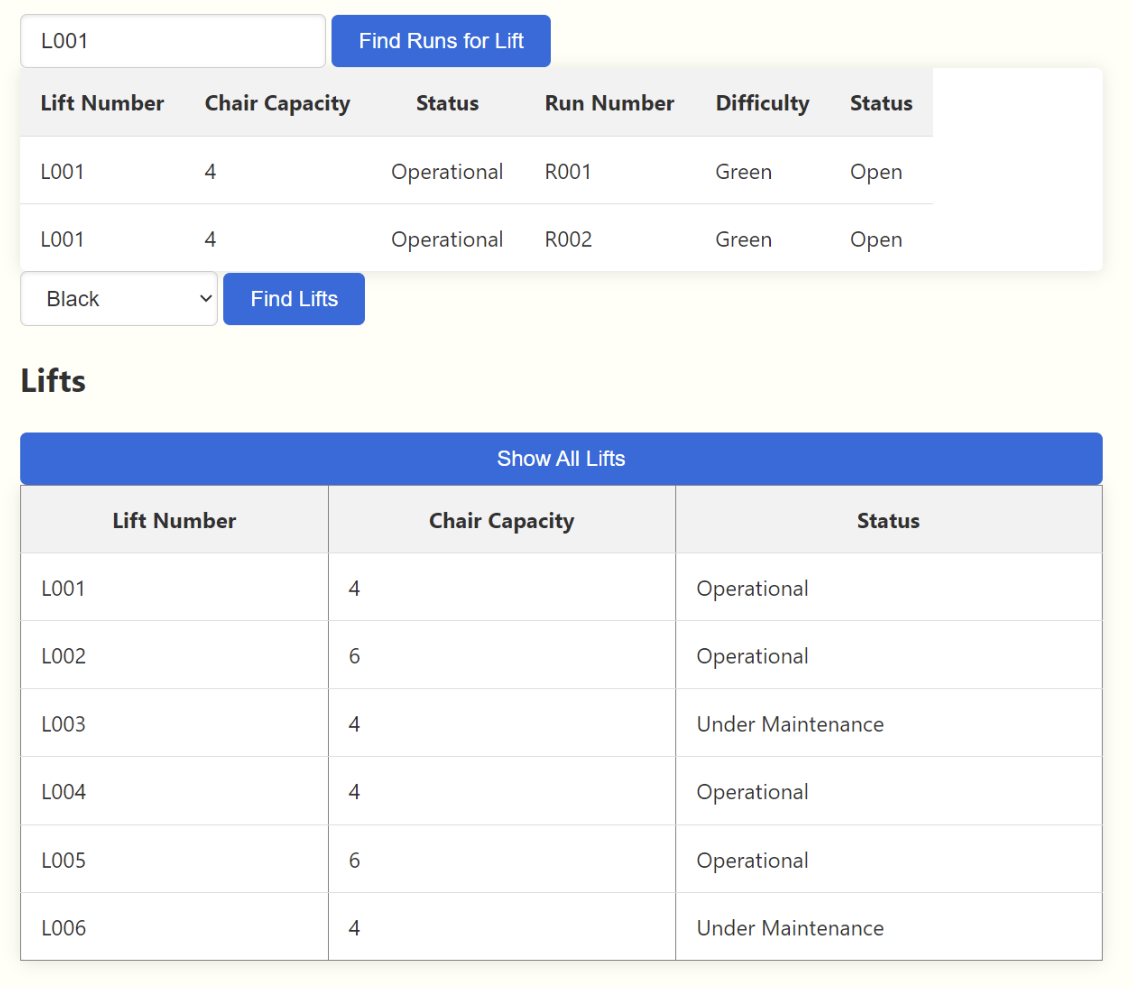 L001 Find Runs for Lift
Lift Number Chair Capacity Status Run Number Difficulty Status
L001 4 Operational R001 Green Open
L001 4 Operational R002 Green Open
Black Find Lifts
Lifts
Show All Lifts
Lift Number Chair Capacity Status
L001 4 Operational
L002 6 Operational
L003 4 Under Maintenance
L004 4 Operational
L005 6 Operational
L006 4 Under Maintenance